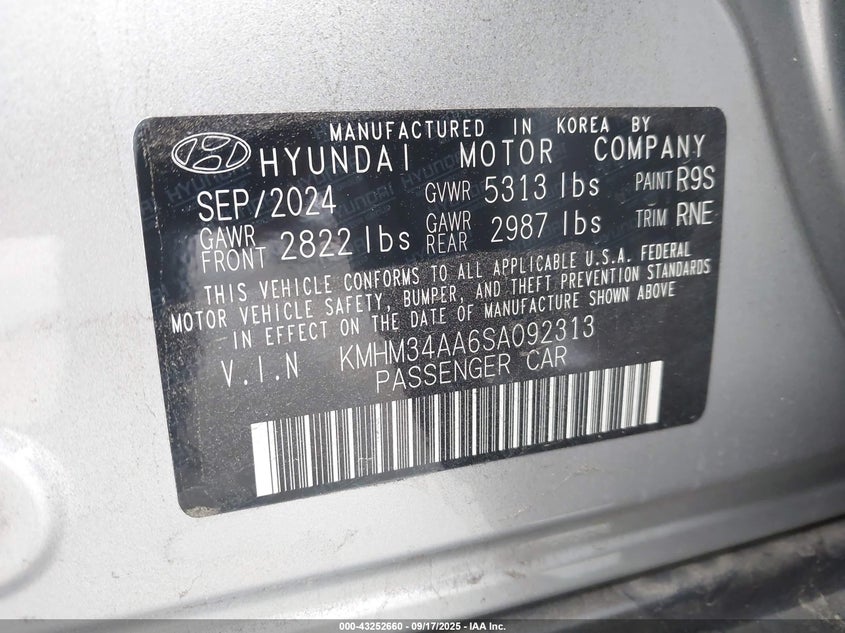 MANUFACTURED IN KOREA BY
HYUNDAI MOTOR COMPANY
SEP/2024 GVWR 5313 lbs PAINT R9S
GAWR FRONT 2822 lbs GAWR REAR 2987 lbs TRIM RNE
THIS VEHICLE CONFORMS TO ALL APPLICABLE U.S.A. FEDERAL
MOTOR VEHICLE SAFETY, BUMPER, AND THEFT PREVENTION STANDARDS
IN EFFECT ON THE DATE OF MANUFACTURE SHOWN ABOVE
V.I.N KMHM34AA6SA092313
PASSENGER CAR
000-43252660 - 09/17/2025 - IAA Inc.